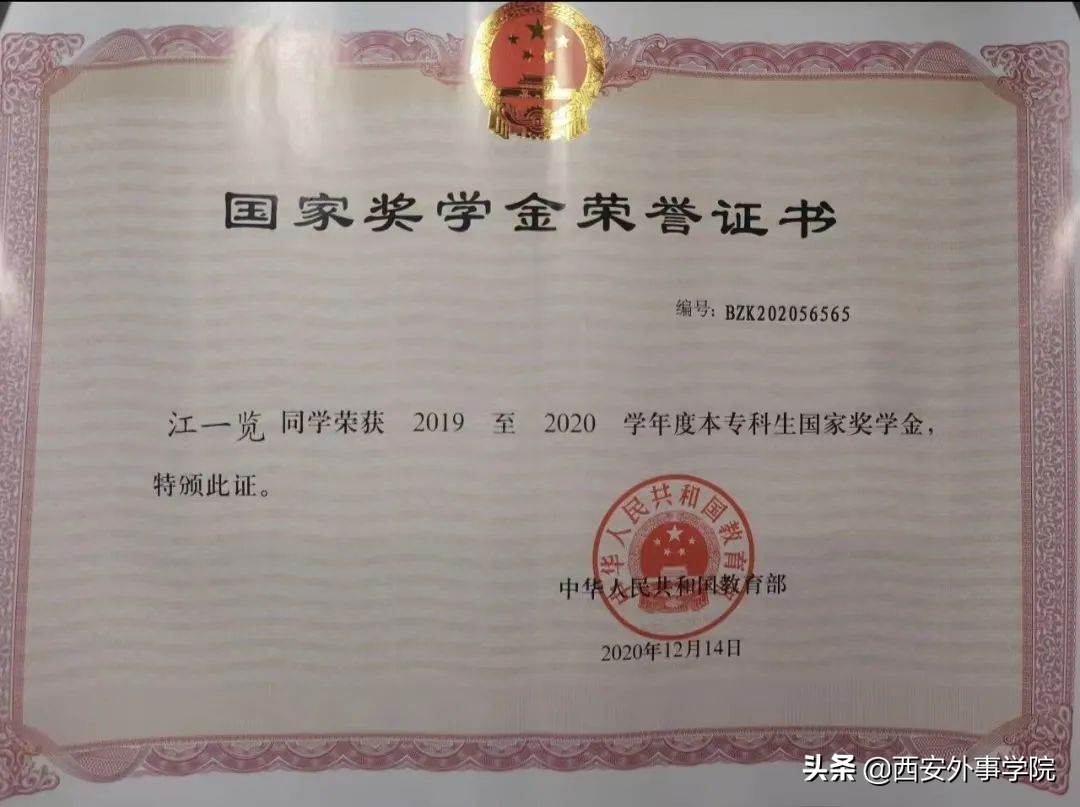 国家奖学金荣誉证书
编号: BZK202056565
江一览 同学荣获 2019 至 2020 学年度本专科生国家奖学金，
特颁此证。
中华人民共和国教育部
中华人民共和国教育部
2020年12月14日
头条 @西安外事学院